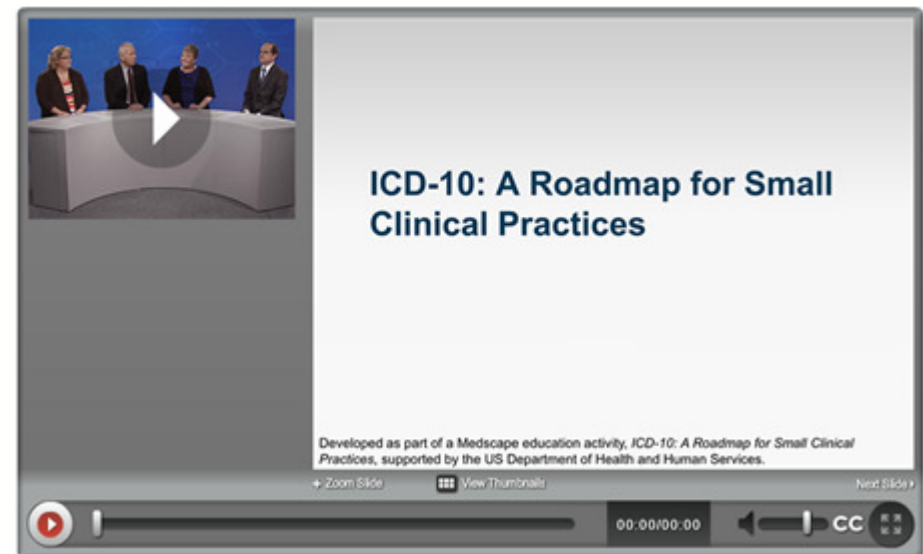 ICD-10: A Roadmap for Small
Clinical Practices
Developed as part of a Medscape education activity, ICD-10: A Roadmap for Small Clinical
Practices, supported by the US Department of Health and Human Services.
+ Zoom Slide View Thumbnails Next Slide
00:00/00:00 CC